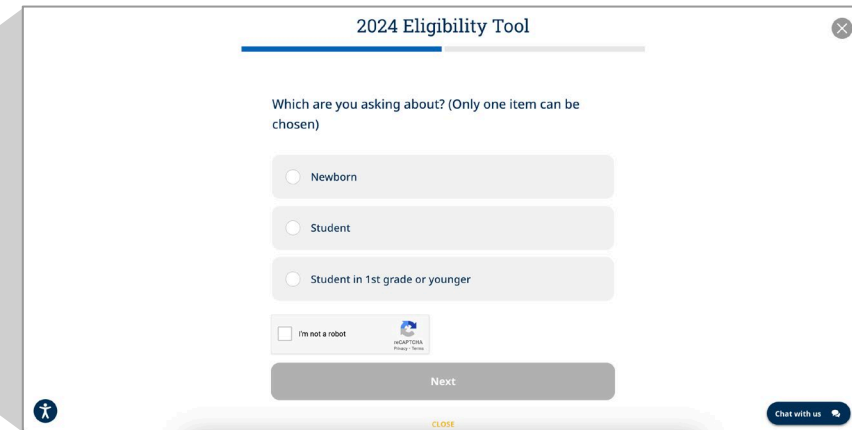 2024 Eligibility Tool
Which are you asking about? (Only one item can be
chosen)
Newborn
Student
Student in 1st grade or younger
I'm not a robot
reCAPTCHA
Privacy - Terms
Next
Chat with us
CLOSE